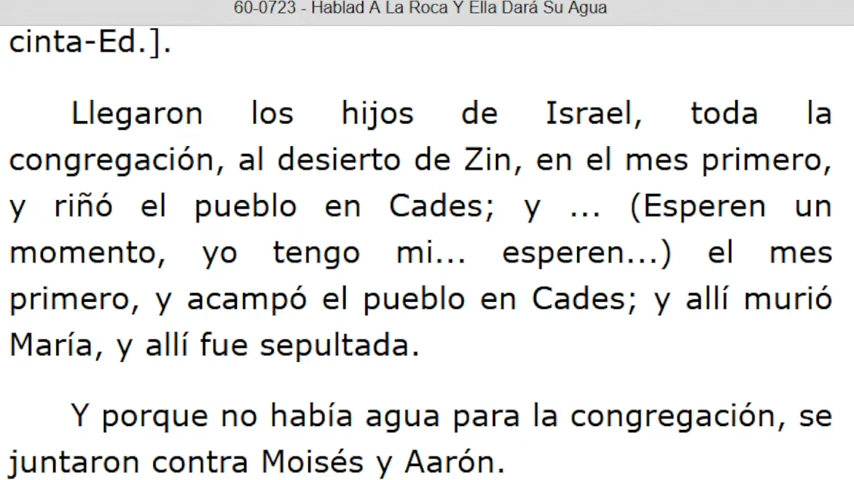 60-0723 - Hablad A La Roca Y Ella Dará Su Agua
cinta-Ed.].
Llegaron los hijos de Israel, toda la
congregación, al desierto de Zin, en el mes primero,
y riñó el pueblo en Cades; y ... (Esperen un
momento, yo tengo mi... esperen...) el mes
primero, y acampó el pueblo en Cades; y allí murió
María, y allí fue sepultada.
Y porque no había agua para la congregación, se
juntaron contra Moisés y Aarón.